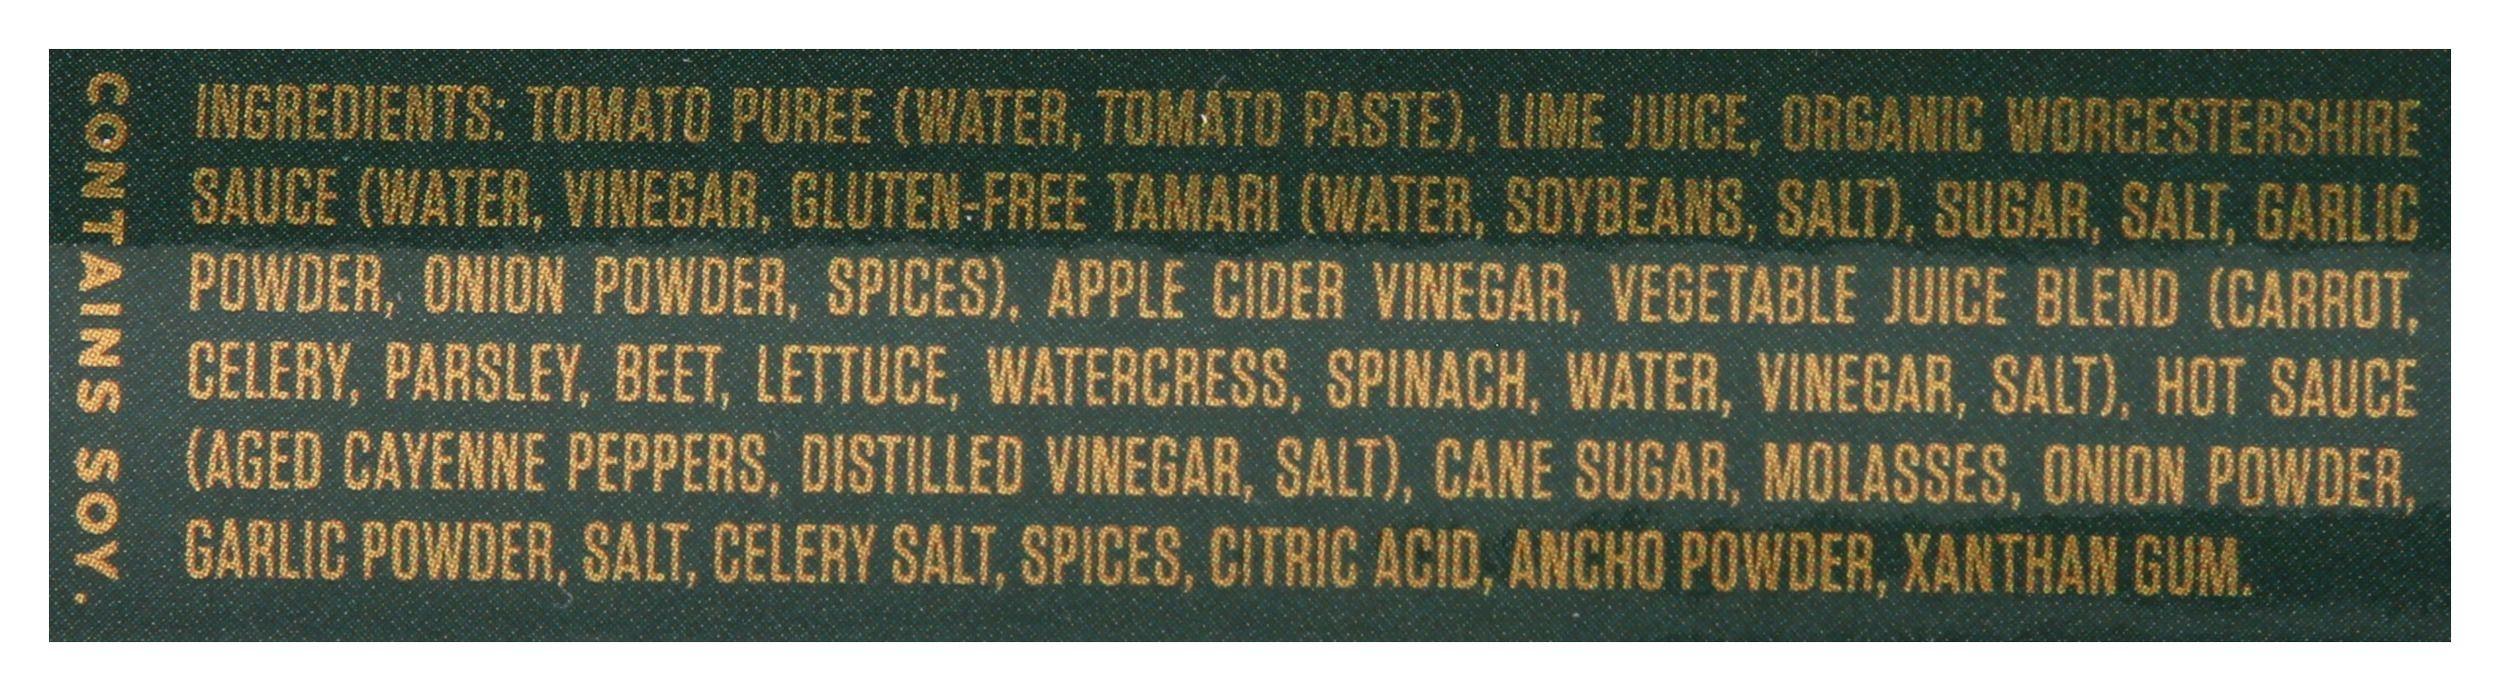 INGREDIENTS: TOMATO PUREE (WATER, TOMATO PASTE), LIME JUICE, ORGANIC WORCESTERSHIRE
SAUCE (WATER, VINEGAR, GLUTEN-FREE TAMARI (WATER, SOYBEANS, SALT), SUGAR, SALT, GARLIC
POWDER, ONION POWDER, SPICES), APPLE CIDER VINEGAR, VEGETABLE JUICE BLEND (CARROT,
CELERY, PARSLEY, BEET, LETTUCE, WATERCRESS, SPINACH, WATER, VINEGAR, SALT), HOT SAUCE
(AGED CAYENNE PEPPERS, DISTILLED VINEGAR, SALT), CANE SUGAR, MOLASSES, ONION POWDER,
GARLIC POWDER, SALT, CELERY SALT, SPICES, CITRIC ACID, ANCHO POWDER, XANTHAN GUM.
CONTAINS SOY.